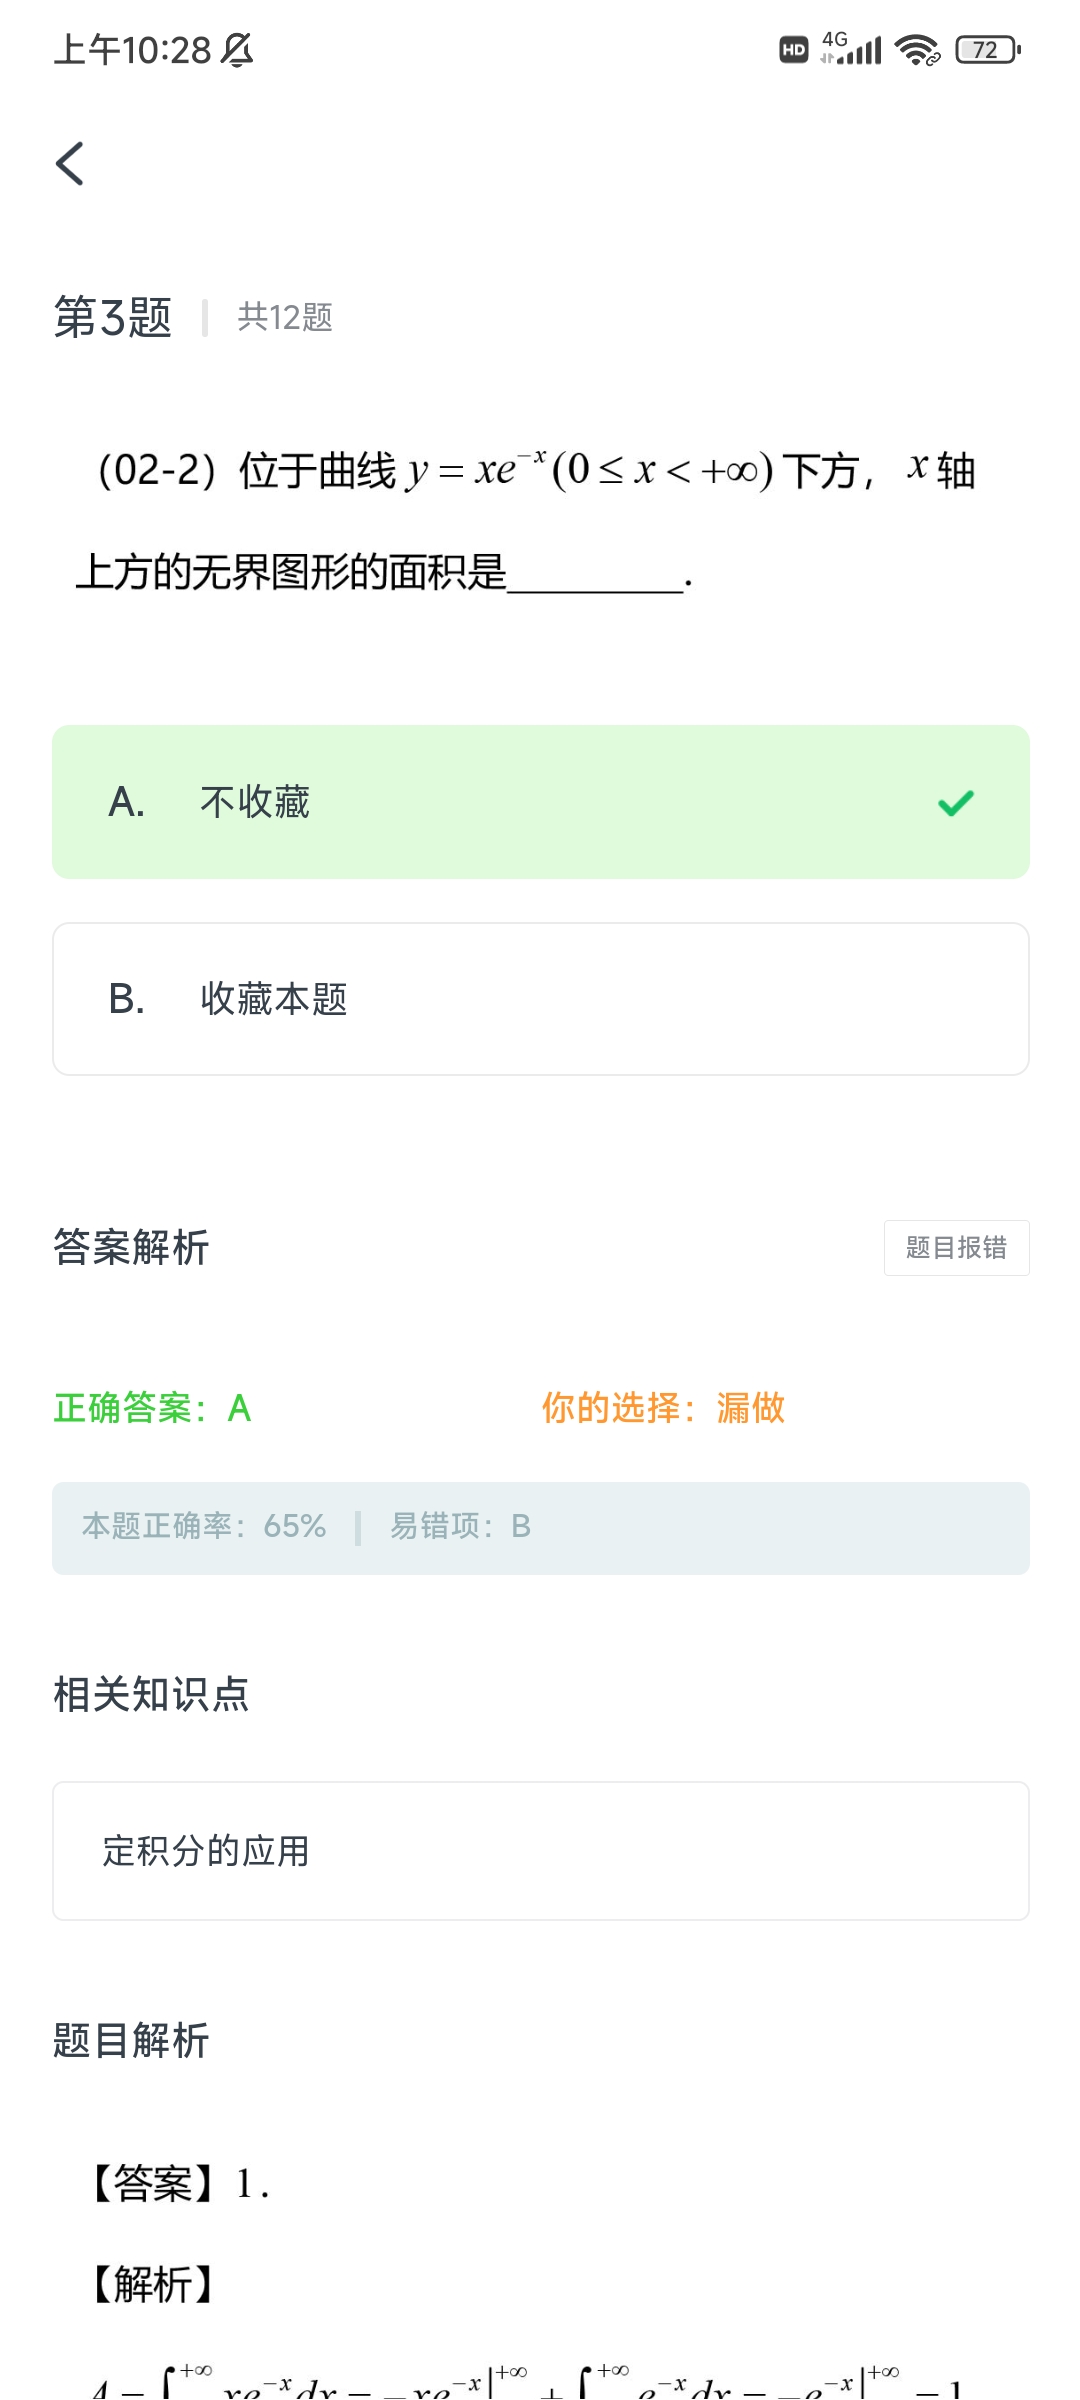 上午10:28
HD 4G 72
第3题 共12题
（02-2）位于曲线 y = xe^{-x} (0 ≤ x < +∞) 下方， x 轴
上方的无界图形的面积是________.
A. 不收藏
B. 收藏本题
答案解析 题目报错
正确答案：A 你的选择：漏做
本题正确率：65% 易错项：B
相关知识点
定积分的应用
题目解析
【答案】1.
【解析】
A = ∫^{+∞} xe^{-x}dx = -xe^{-x}|^{+∞} + ∫^{+∞} e^{-x}dx = -e^{-x}|^{+∞} = 1